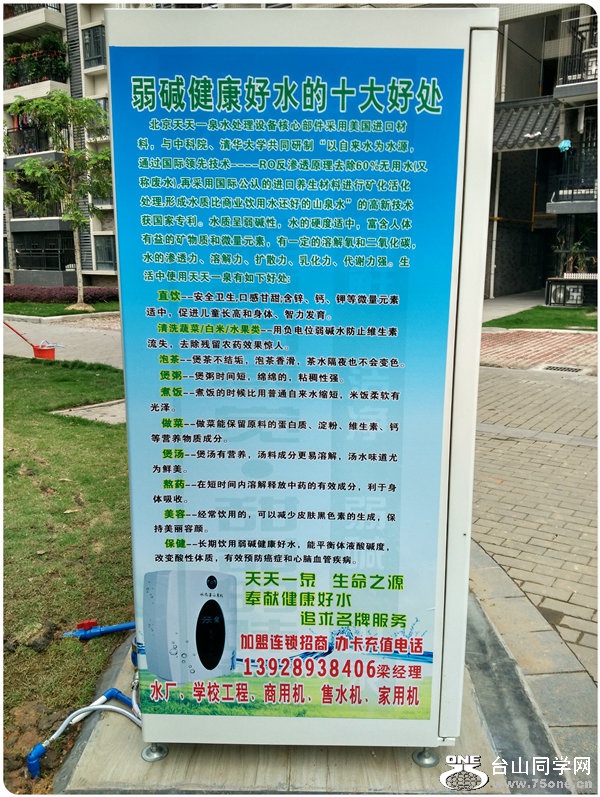 弱碱健康好水的十大好处
北京天天一泉水处理设备核心部件采用美国进口材
料，与中科院、清华大学共同研制“以自来水为水源，
通过国际领先技术----RO反渗透原理去除60%无用水(又
称废水),再采用国际公认的进口养生材料进行矿化活化
处理形成水质比商业饮用水还好的山泉水”的高新技术
获国家专利。水质呈弱碱性，水的硬度适中，富含人体
有益的矿物质和微量元素，有一定的溶解氧和二氧化碳，
水的渗透力、溶解力、扩散力、乳化力、代谢力强。生
活中使用天天一泉有如下好处:
直饮--安全卫生,口感甘甜;含锌、钙、钾等微量元素
适中，促进儿童长高和身体、智力发育。
清洗蔬菜/白米/水果类--用负电位弱碱水防止维生素
流失，去除残留农药效果惊人。
泡茶--煲茶不结垢，泡茶香滑，茶水隔夜也不会变色。
煲粥--煲粥时间短，绵绵的，粘稠性强。
煮饭--煮饭的时候比用普通自来水缩短，米饭柔软有
光泽。
做菜--做菜能保留原料的蛋白质、淀粉、维生素、钙
等营养物质成分。
煲汤--煲汤有营养，汤料成分更易溶解，汤水味道尤
为鲜美。
熬药--在短时间内溶解释放中药的有效成分，利于身
体吸收。
美容--经常饮用的，可以减少皮肤黑色素的生成，保
持美丽容颜。
保健--长期饮用弱碱健康好水，能平衡体液酸碱度，
改变酸性体质，有效预防癌症和心脑血管疾病。
天天一泉 生命之源
奉献健康好水
追求名牌服务
加盟连锁招商,办卡充值电话
13928938406梁经理
水厂、学校工程、商用机、售水机、家用机
ONE
台山同学网
www.75one.cn